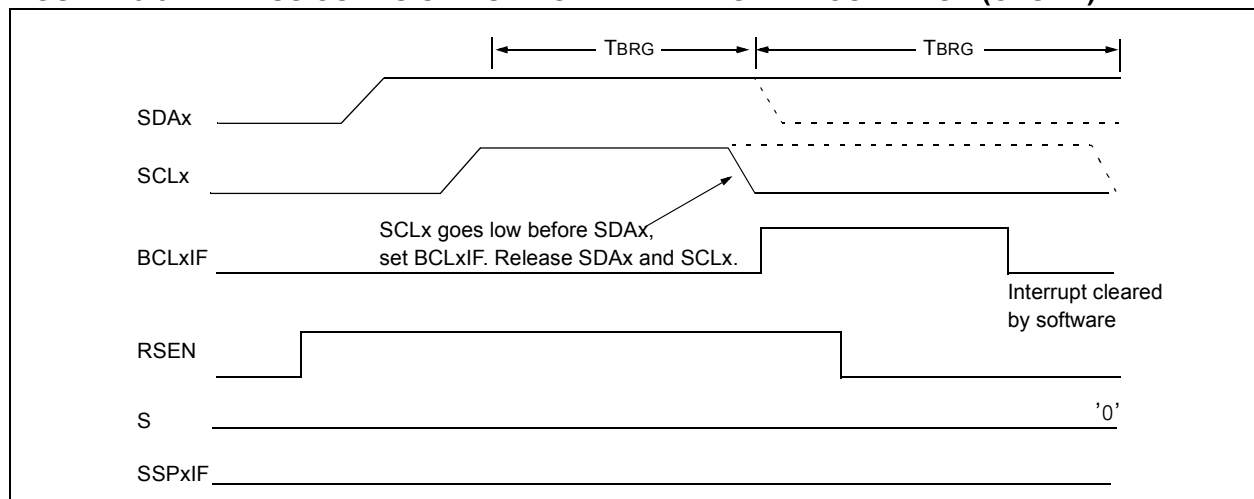 TBRG TBRG
SDAx
SCLx
SCLx goes low before SDAx,
set BCLxIF. Release SDAx and SCLx.
BCLxIF
Interrupt cleared
by software
RSEN
S '0'
SSPxIF